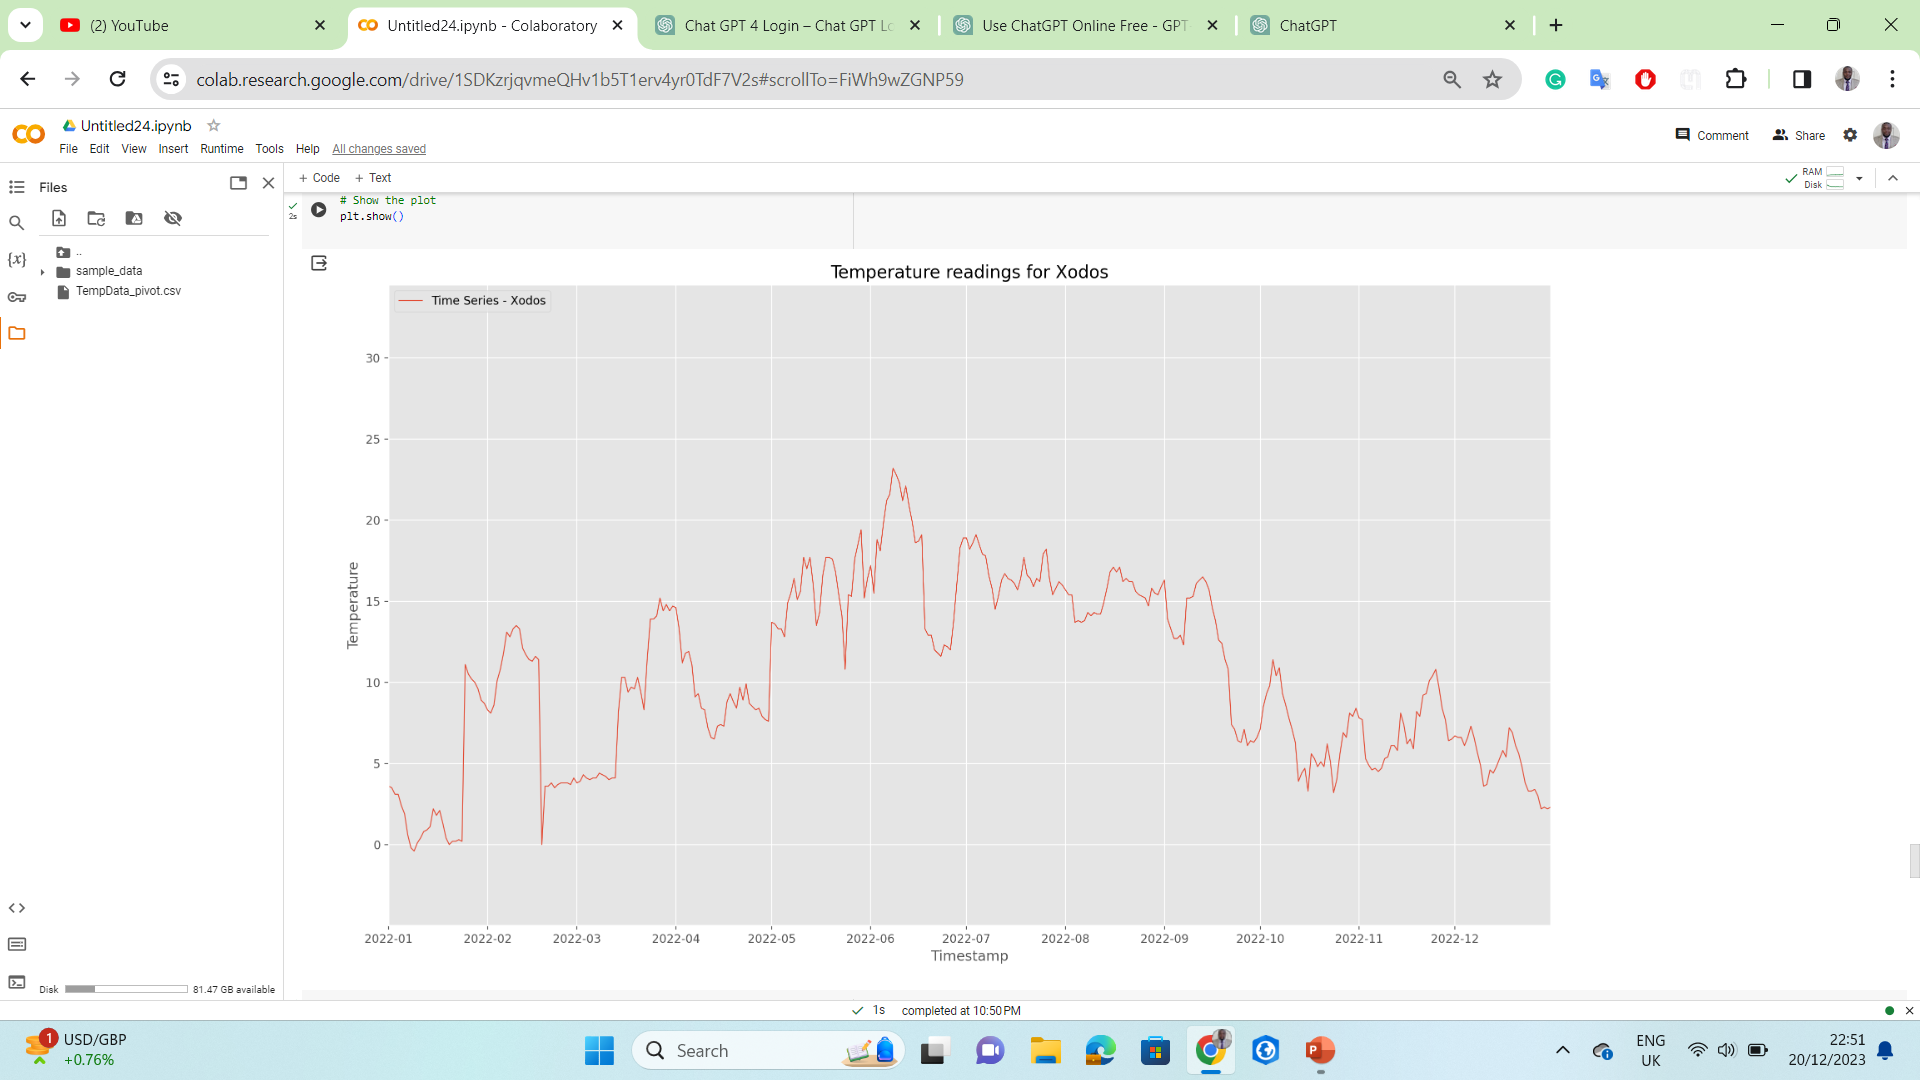 (2) YouTube
Untitled24.ipynb - Colaboratory
Chat GPT 4 Login – Chat GPT Lo
Use ChatGPT Online Free - GPT
ChatGPT
colab.research.google.com/drive/1SDKzrjqvmeQHv1b5T1erv4yr0TdF7V2s#scrollTo=FiWh9wZGNP59
Untitled24.ipynb
Comment
Share
File Edit View Insert Runtime Tools Help All changes saved
Files
+ Code + Text
RAM
Disk
..
sample_data
TempData_pivot.csv
{x}
2s
# Show the plot
plt.show()
Temperature readings for Xodos
Time Series - Xodos
30
25
20
15
10
5
0
Temperature
2022-01 2022-02 2022-03 2022-04 2022-05 2022-06 2022-07 2022-08 2022-09 2022-10 2022-11 2022-12
Timestamp
Disk 81.47 GB available
1s completed at 10:50 PM
1
USD/GBP
+0.76%
Search
ENG
UK
22:51
20/12/2023